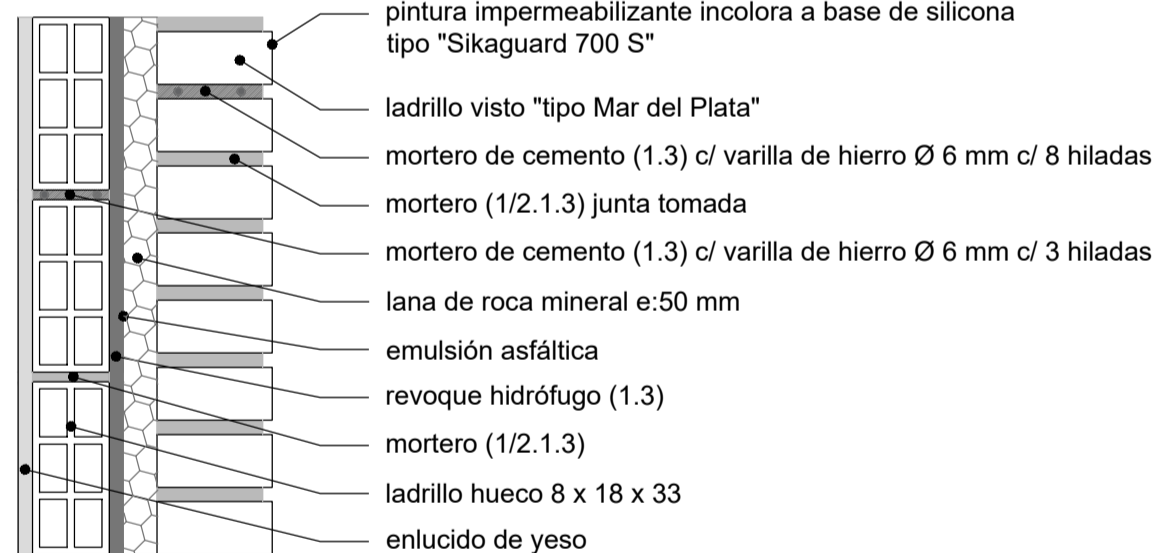 pintura impermeabilizante incolora a base de silicona
tipo "Sikaguard 700 S"
ladrillo visto "tipo Mar del Plata"
mortero de cemento (1.3) c/ varilla de hierro Ø 6 mm c/ 8 hiladas
mortero (1/2.1.3) junta tomada
mortero de cemento (1.3) c/ varilla de hierro Ø 6 mm c/ 3 hiladas
lana de roca mineral e:50 mm
emulsión asfáltica
revoque hidrófugo (1.3)
mortero (1/2.1.3)
ladrillo hueco 8 x 18 x 33
enlucido de yeso